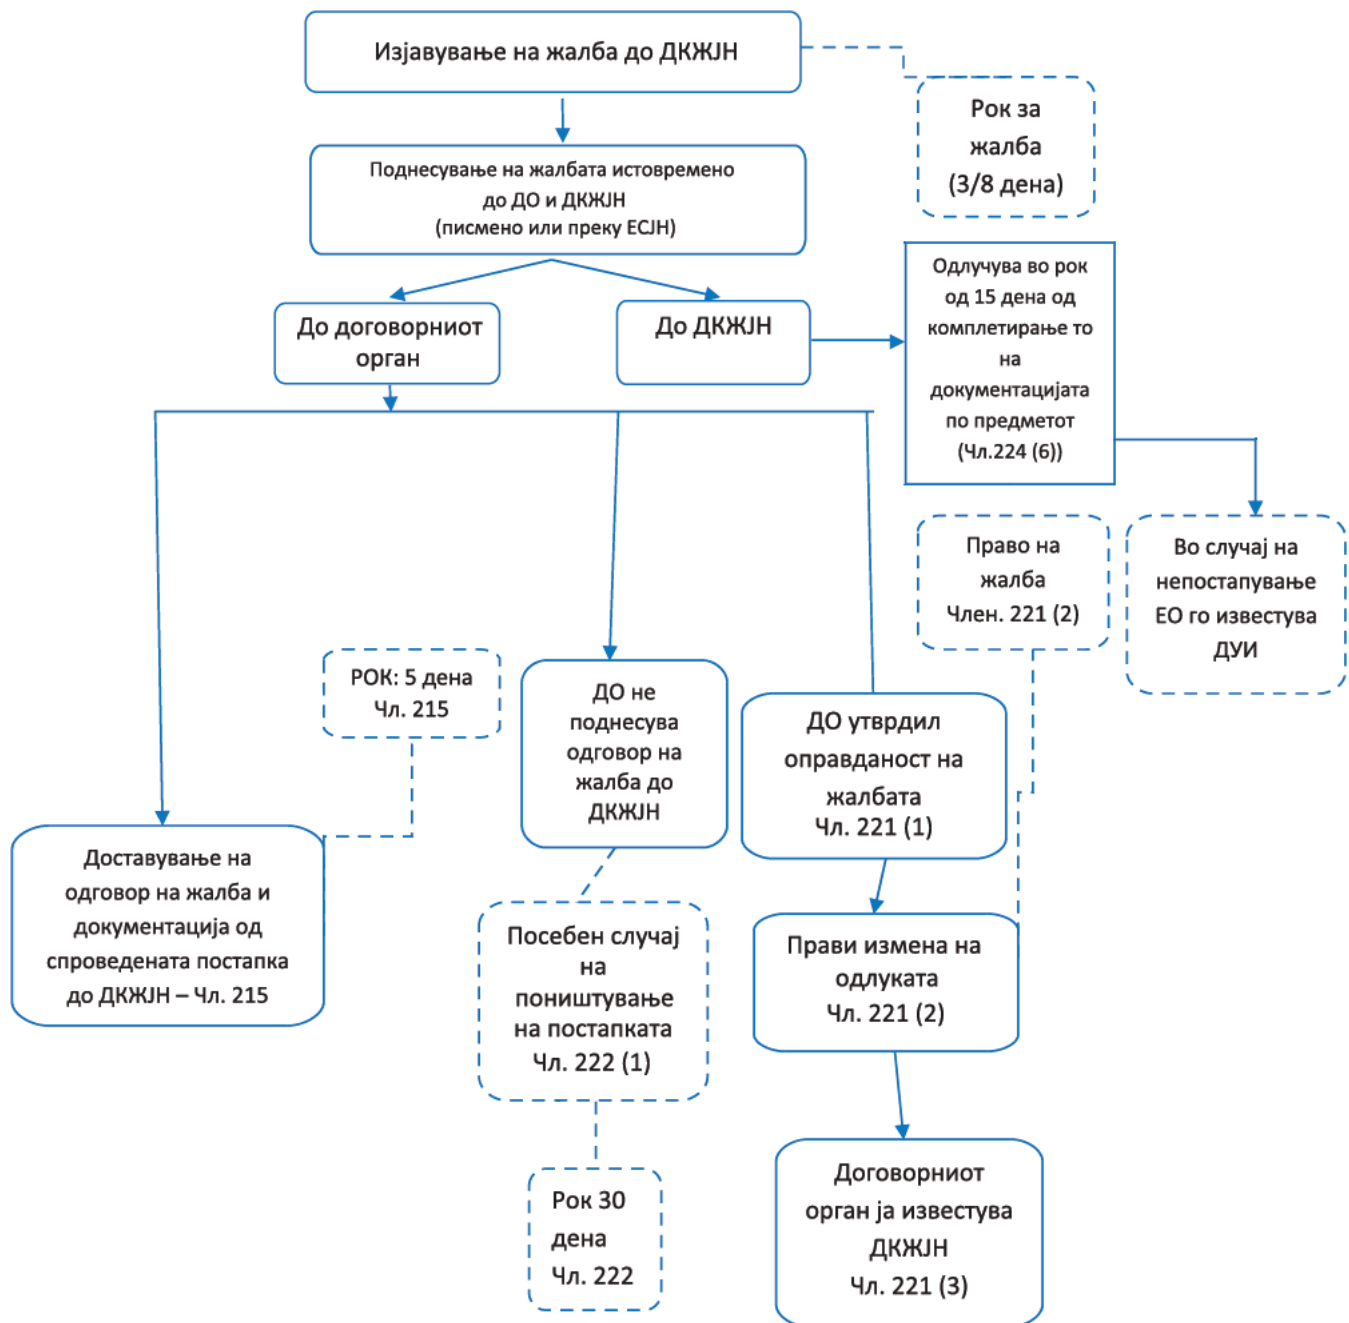 Изјавување на жалба до ДКЖЈН
Рок за
жалба
(3/8 дена)
Поднесување на жалбата истовремено
до ДО и ДКЖЈН
(писмено или преку ЕСЈН)
До договорниот
орган
До ДКЖЈН
Одлучува во рок
од 15 дена од
комплетирање то
на
документацијата
по предметот
(Чл.224 (6))
Право на
жалба
Член. 221 (2)
Во случај на
непостапување
ЕО го известува
ДУИ
РОК: 5 дена
Чл. 215
ДО не
поднесува
одговор на
жалба до
ДКЖЈН
ДО утврдил
оправданост на
жалбата
Чл. 221 (1)
Доставување на
одговор на жалба и
документација од
спроведената постапка
до ДКЖЈН – Чл. 215
Посебен случај
на
поништување
на постапката
Чл. 222 (1)
Прави измена на
одлуката
Чл. 221 (2)
Рок 30
дена
Чл. 222
Договорниот
орган ја известува
ДКЖЈН
Чл. 221 (3)